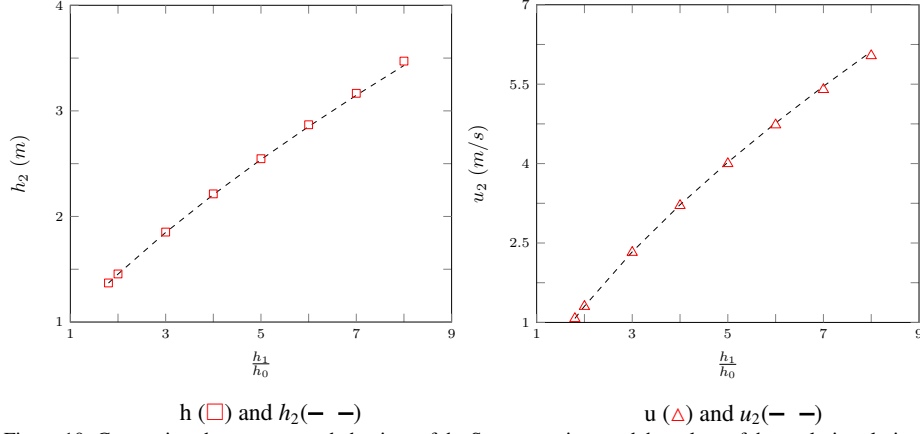 4
3
2
1
h₂ (m)
1 3 5 7 9
h₁
h₀
h (□) and h₂(− −)
7
5.5
4
2.5
1
u₂ (m/s)
1 3 5 7 9
h₁
h₀
u (△) and u₂(− −)